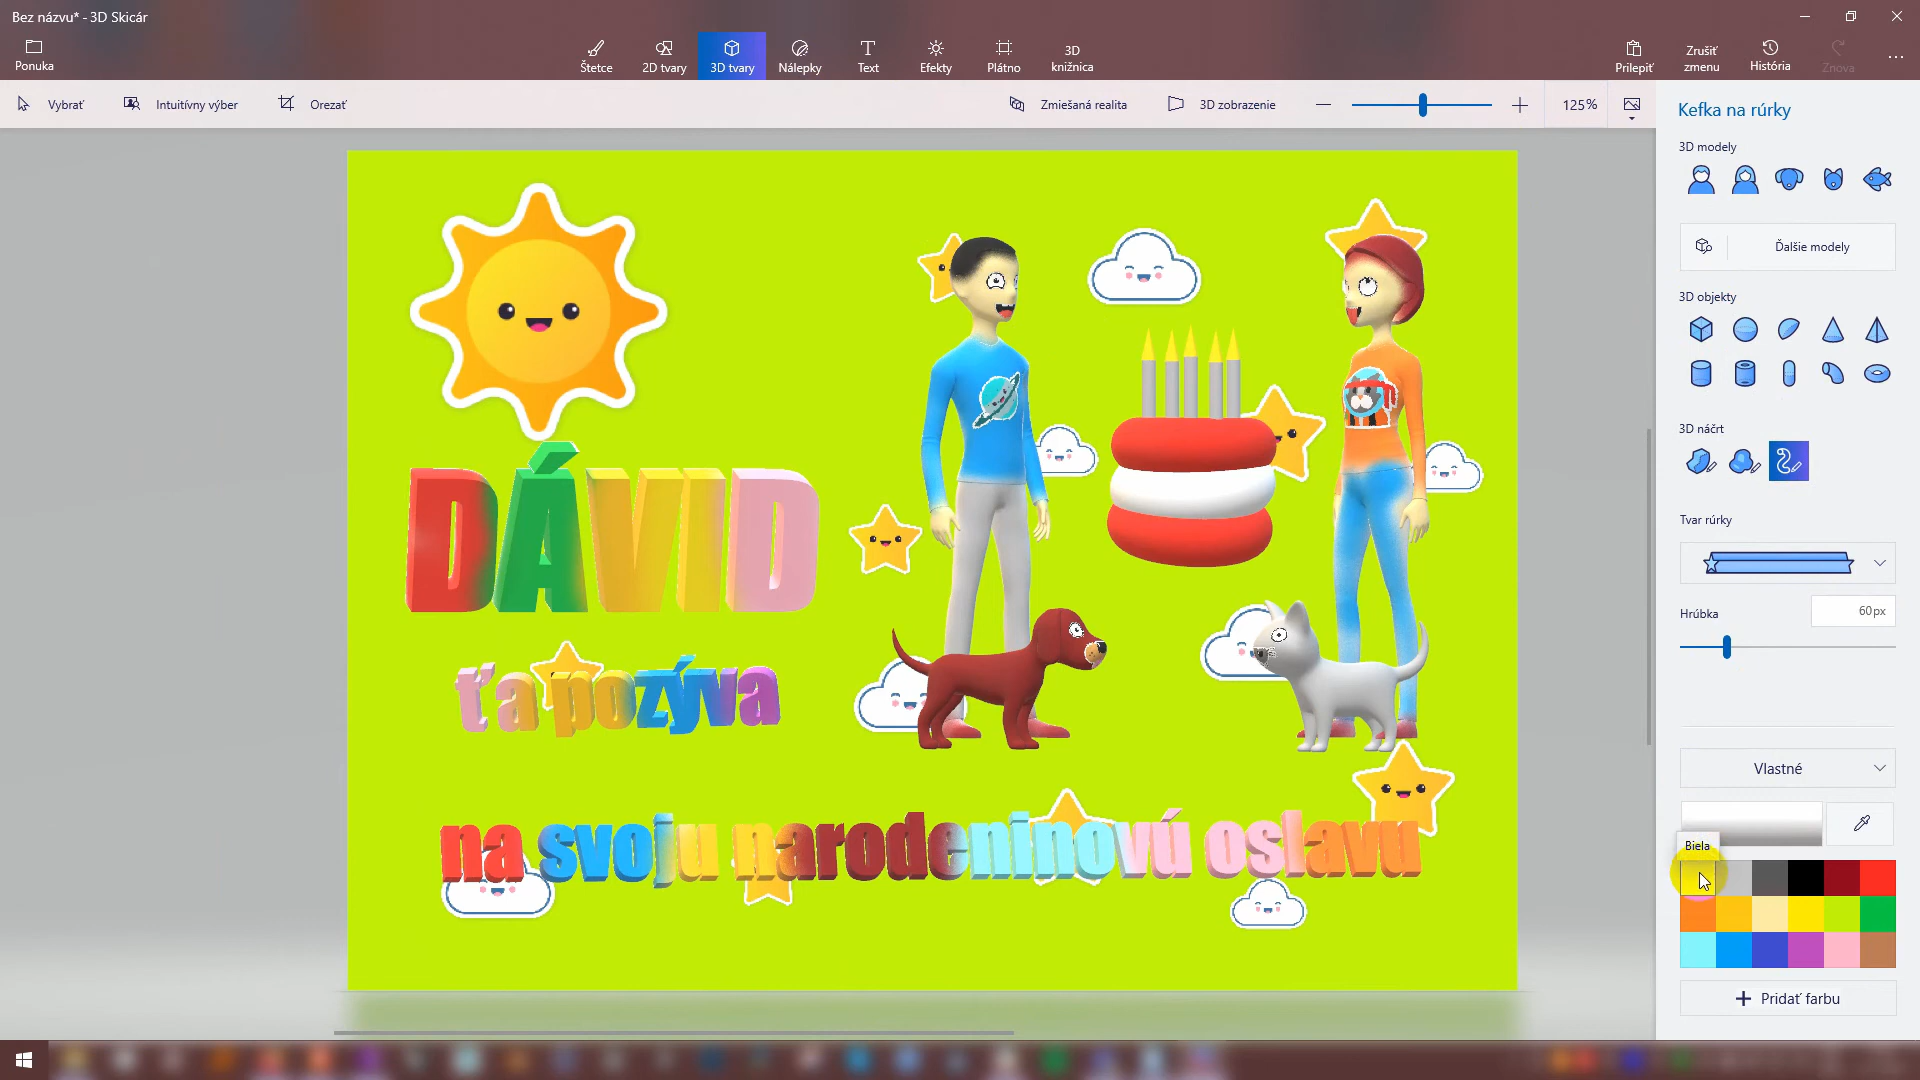 Bez názvu* - 3D Skicár
Ponuka
Štetce
2D tvary
3D tvary
Nálepky
Text
Efekty
Plátno
3D knižnica
Prilepiť
Zrušiť zmenu
História
Znova
Vybrať
Intuitívny výber
Orezať
Zmiešaná realita
3D zobrazenie
125%
Kefka na rúrky
3D modely
Ďalšie modely
3D objekty
3D náčrt
Tvar rúrky
Hrúbka
60px
Vlastné
Biela
Pridať farbu
DÁVID
ťa pozýva
na svoju narodeninovú oslavu